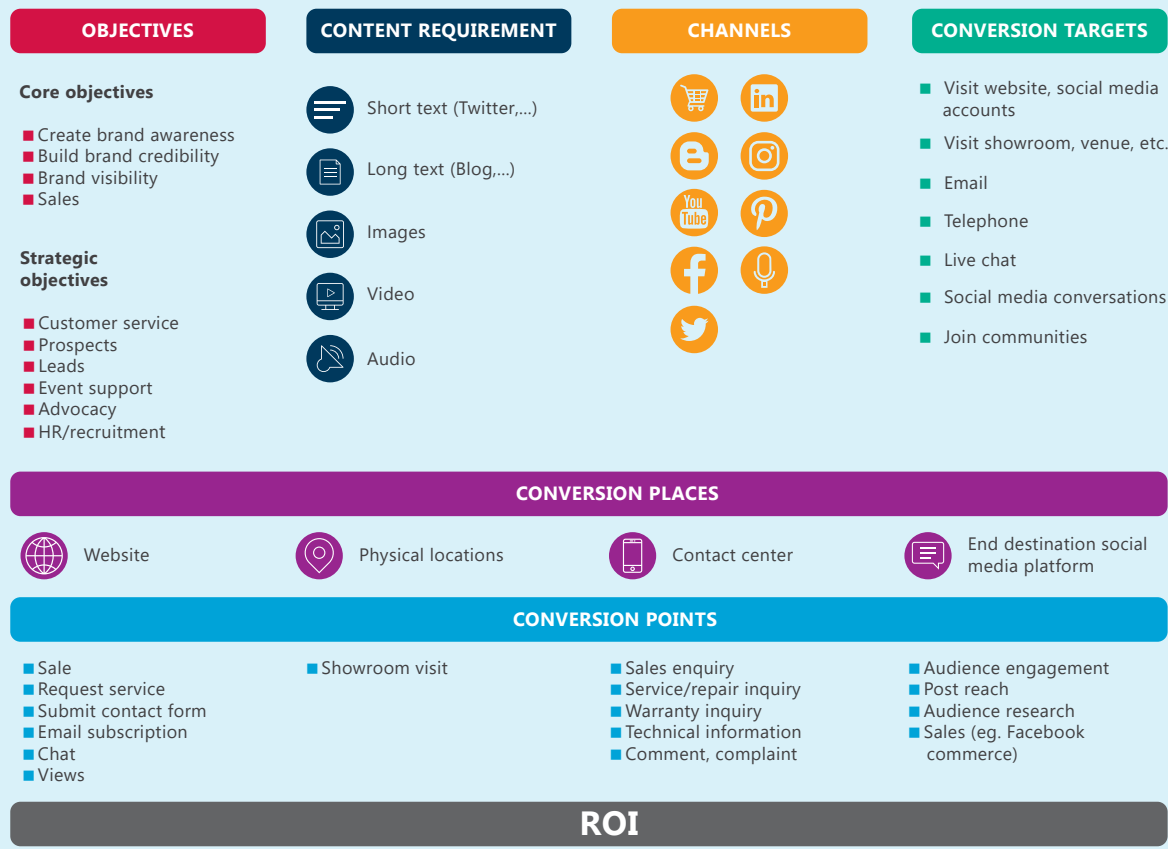 OBJECTIVES
Core objectives
Create brand awareness
Build brand credibility
Brand visibility
Sales
Strategic
objectives
Customer service
Prospects
Leads
Event support
Advocacy
HR/recruitment
CONTENT REQUIREMENT
Short text (Twitter,...)
Long text (Blog,...)
Images
Video
Audio
CHANNELS
in
You
Tube
CONVERSION TARGETS
Visit website, social media
accounts
Visit showroom, venue, etc.
Email
Telephone
Live chat
Social media conversations
Join communities
CONVERSION PLACES
Website
Physical locations
Contact center
End destination social
media platform
CONVERSION POINTS
Sale
Request service
Submit contact form
Email subscription
Chat
Views
Showroom visit
Sales enquiry
Service/repair inquiry
Warranty inquiry
Technical information
Comment, complaint
Audience engagement
Post reach
Audience research
Sales (eg. Facebook
commerce)
ROI